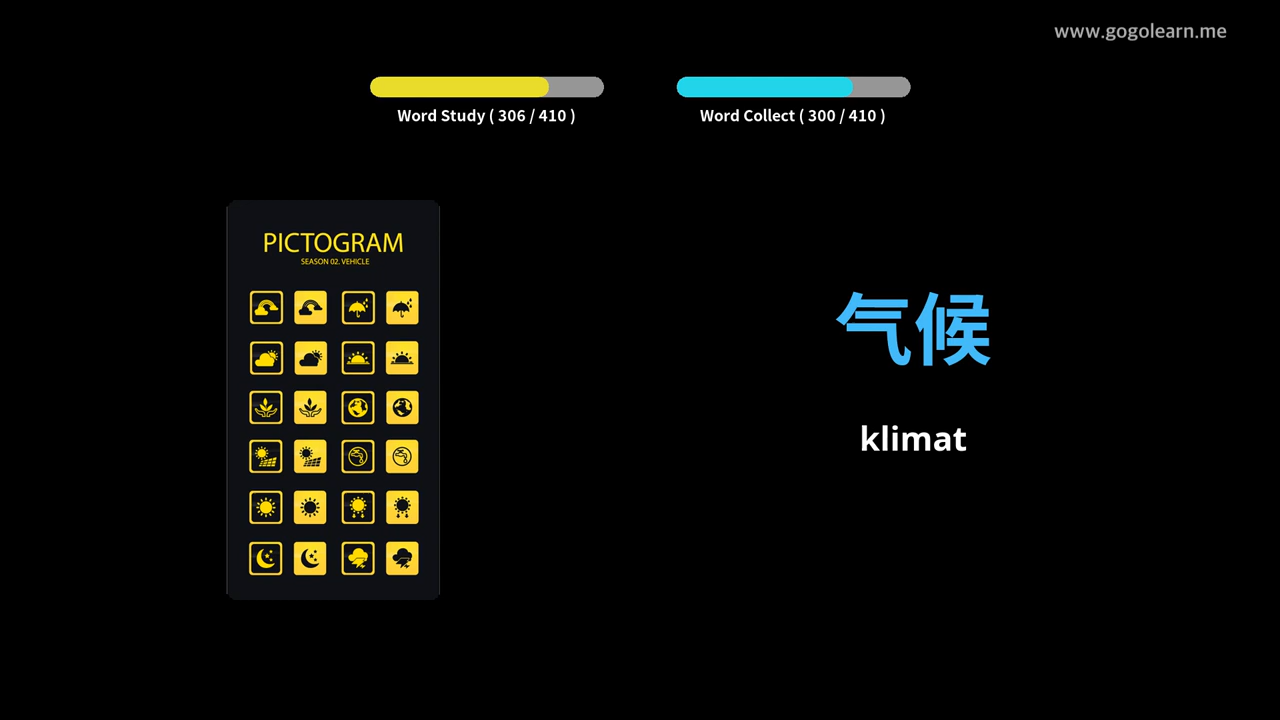 www.gogolearn.me
Word Study ( 306 / 410 )
Word Collect ( 300 / 410 )
PICTOGRAM
SEASON 02. VEHICLE
气候
klimat